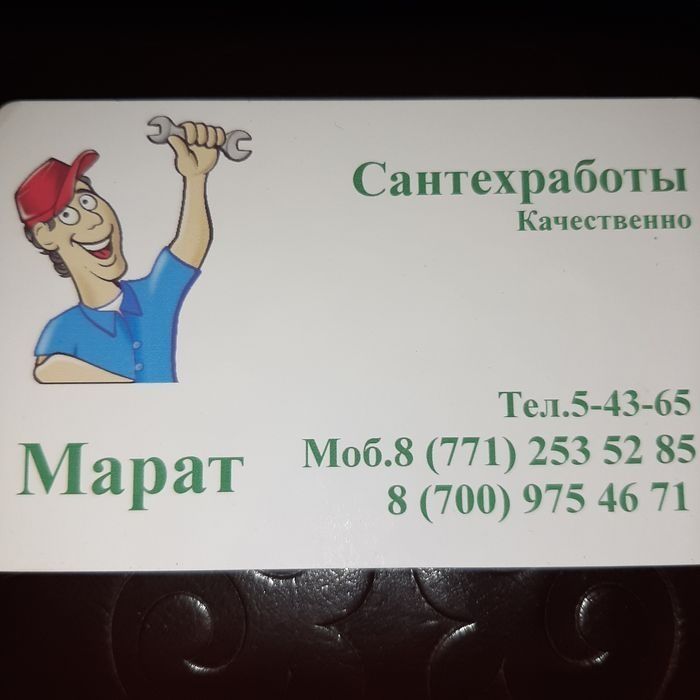 Сантехработы
Качественно
Тел.5-43-65
Марат
Моб.8 (771) 253 52 85
8 (700) 975 46 71